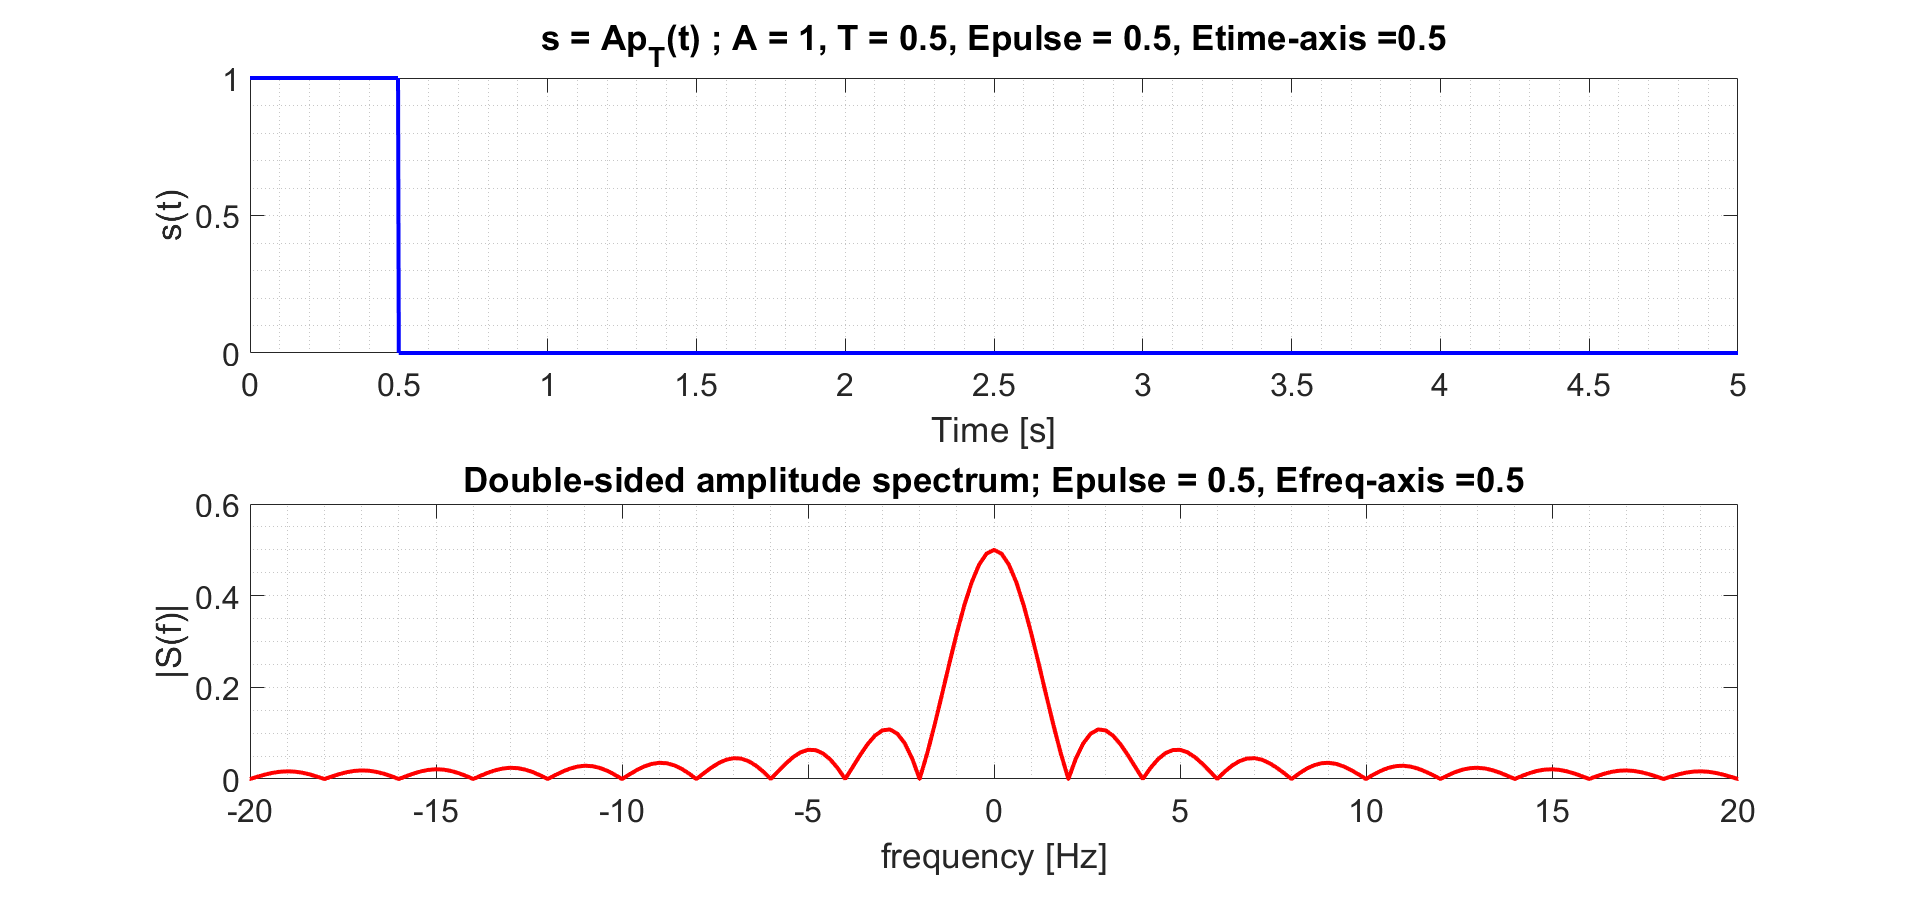 s = Ap_T(t) ; A = 1, T = 0.5, Epulse = 0.5, Etime-axis =0.5
1
0.5
0
s(t)
0 0.5 1 1.5 2 2.5 3 3.5 4 4.5 5
Time [s]
Double-sided amplitude spectrum; Epulse = 0.5, Efreq-axis =0.5
0.6
0.4
0.2
0
|S(f)|
-20 -15 -10 -5 0 5 10 15 20
frequency [Hz]